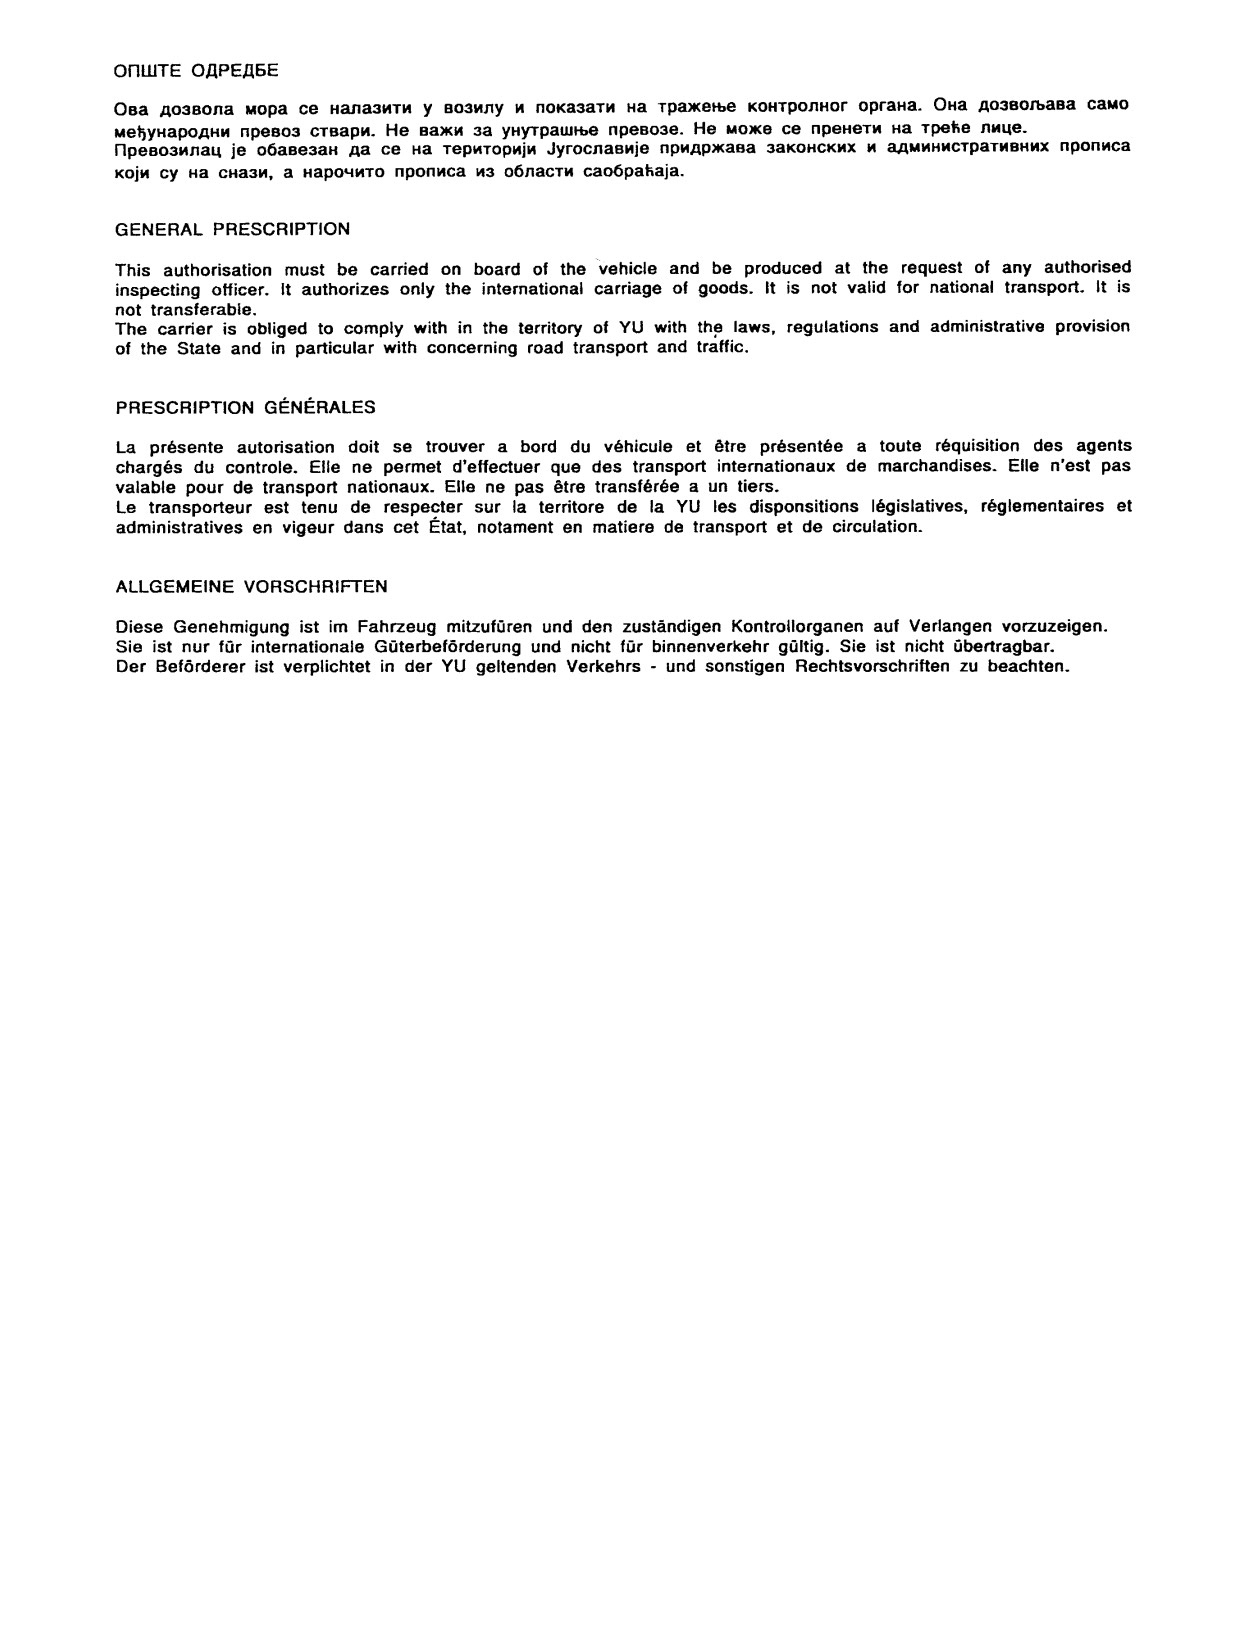 ОПШТЕ ОДРЕДБЕ
Ова дозвола мора се налазити у возилу и показати на тражење контролног органа. Она дозвољава само
међународни превоз ствари. Не важи за унутрашње превозе. Не може се пренети на треће лице.
Превозилац је обавезан да се на територији Југославије придржава законских и административних прописа
који су на снази, а нарочито прописа из области саобраћаја.
GENERAL PRESCRIPTION
This authorisation must be carried on board of the vehicle and be produced at the request of any authorised
inspecting officer. It authorizes only the international carriage of goods. It is not valid for national transport. It is
not transferable.
The carrier is obliged to comply with in the territory of YU with the laws, regulations and administrative provision
of the State and in particular with concerning road transport and traffic.
PRESCRIPTION GÉNÉRALES
La présente autorisation doit se trouver a bord du véhicule et être présentée a toute réquisition des agents
chargés du controle. Elle ne permet d'effectuer que des transport internationaux de marchandises. Elle n'est pas
valable pour de transport nationaux. Elle ne pas être transférée a un tiers.
Le transporteur est tenu de respecter sur la territore de la YU les disponsitions législatives, réglementaires et
administratives en vigeur dans cet État, notament en matiere de transport et de circulation.
ALLGEMEINE VORSCHRIFTEN
Diese Genehmigung ist im Fahrzeug mitzufüren und den zuständigen Kontrollorganen auf Verlangen vorzuzeigen.
Sie ist nur für internationale Güterbeförderung und nicht für binnenverkehr gültig. Sie ist nicht übertragbar.
Der Beförderer ist verplichtet in der YU geltenden Verkehrs - und sonstigen Rechtsvorschriften zu beachten.